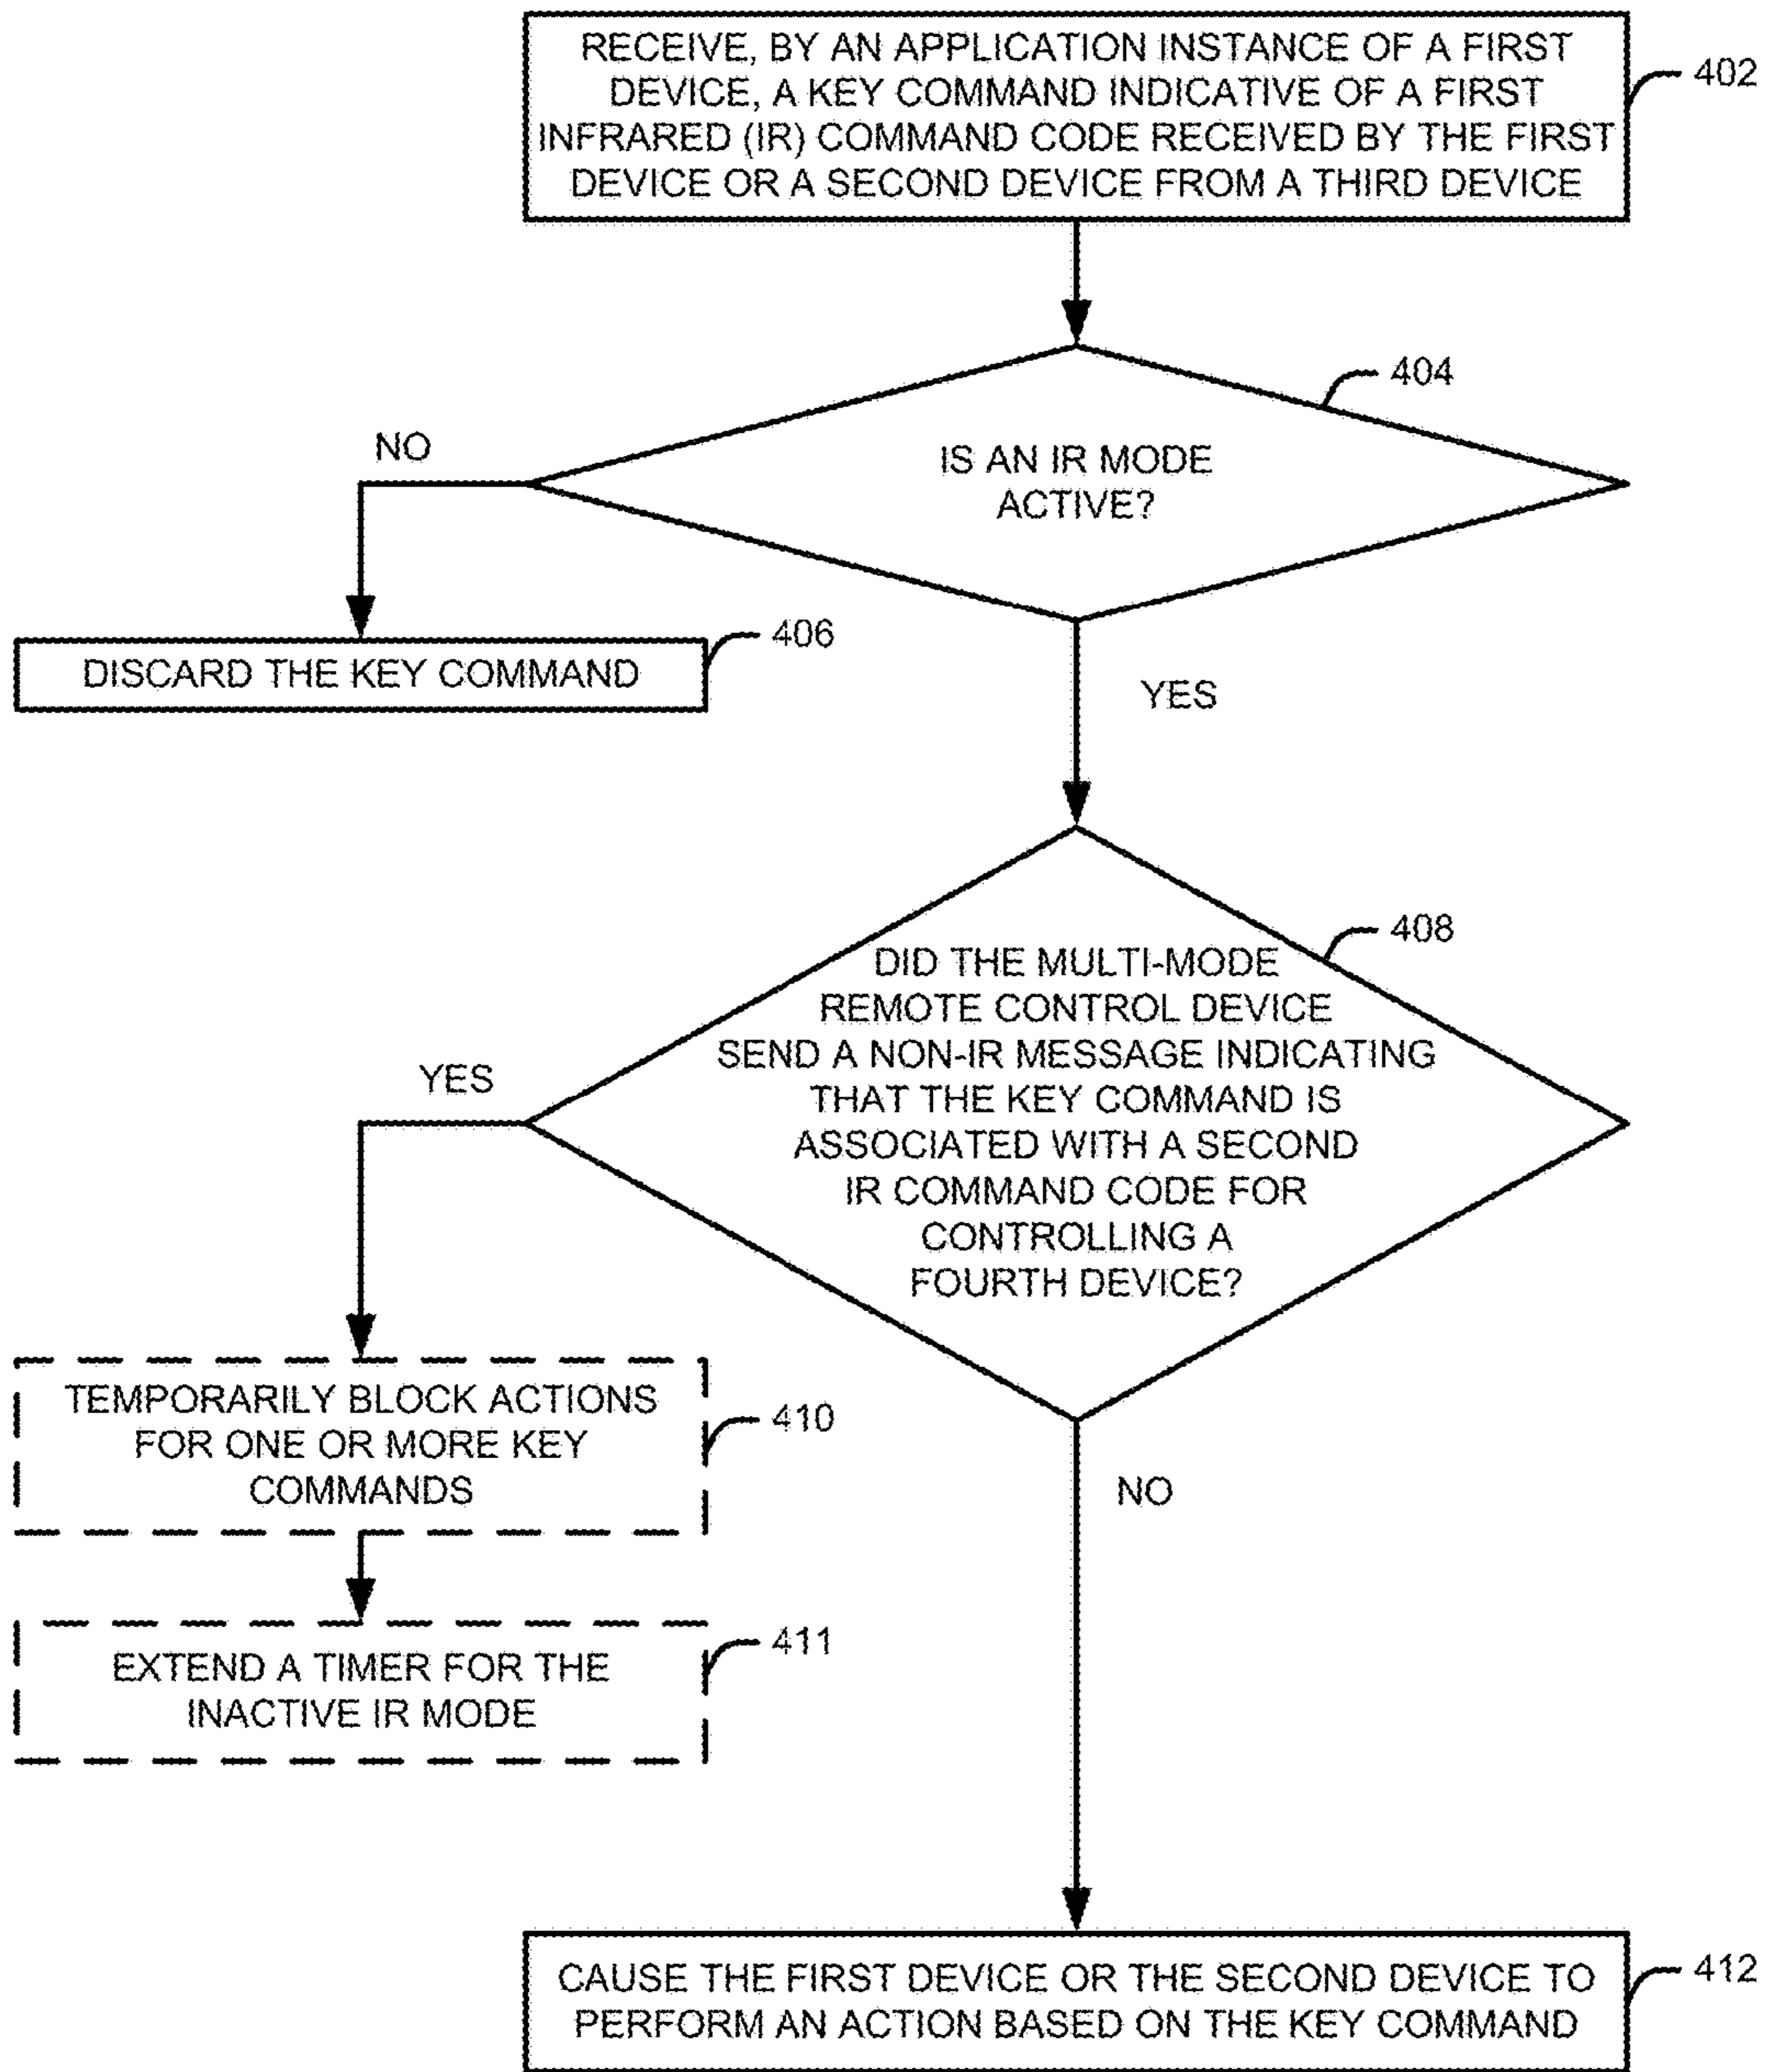 RECEIVE, BY AN APPLICATION INSTANCE OF A FIRST
DEVICE, A KEY COMMAND INDICATIVE OF A FIRST
INFRARED (IR) COMMAND CODE RECEIVED BY THE FIRST
DEVICE OR A SECOND DEVICE FROM A THIRD DEVICE
402
404
IS AN IR MODE
ACTIVE?
NO
406
DISCARD THE KEY COMMAND
YES
408
DID THE MULTI-MODE
REMOTE CONTROL DEVICE
SEND A NON-IR MESSAGE INDICATING
THAT THE KEY COMMAND IS
ASSOCIATED WITH A SECOND
IR COMMAND CODE FOR
CONTROLLING A
FOURTH DEVICE?
YES
TEMPORARILY BLOCK ACTIONS
FOR ONE OR MORE KEY
COMMANDS
410
NO
EXTEND A TIMER FOR THE
INACTIVE IR MODE
411
CAUSE THE FIRST DEVICE OR THE SECOND DEVICE TO
PERFORM AN ACTION BASED ON THE KEY COMMAND
412